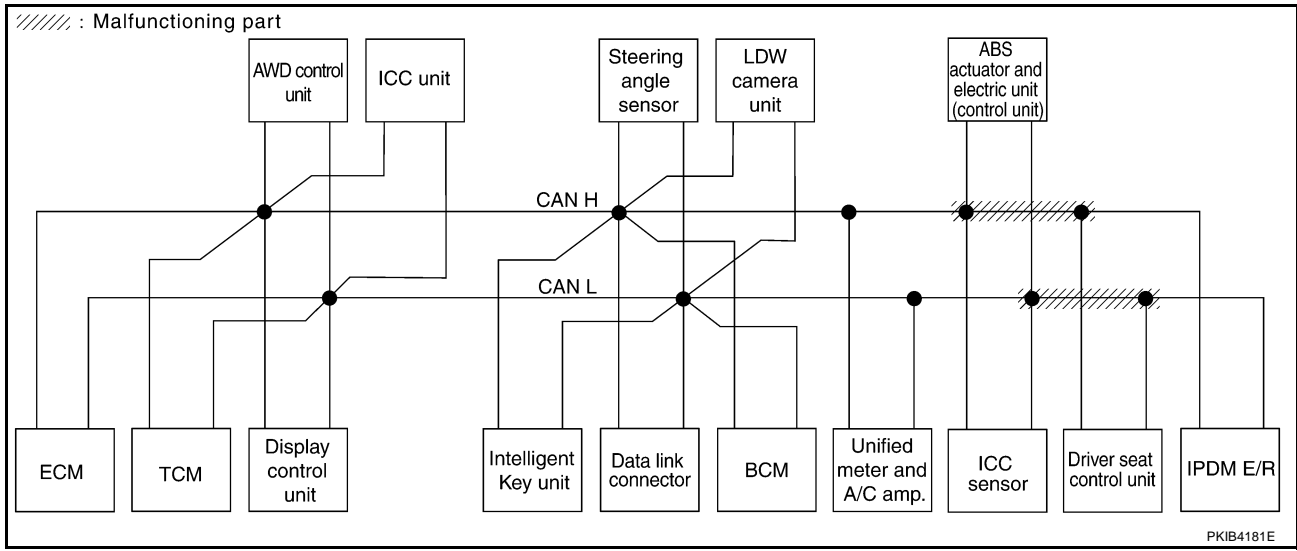 : Malfunctioning part
AWD control
unit
ICC unit
Steering
angle
sensor
LDW
camera
unit
ABS
actuator and
electric unit
(control unit)
CAN H
CAN L
ECM
TCM
Display
control
unit
Intelligent
Key unit
Data link
connector
BCM
Unified
meter and
A/C amp.
ICC
sensor
Driver seat
control unit
IPDM E/R
PKIB4181E